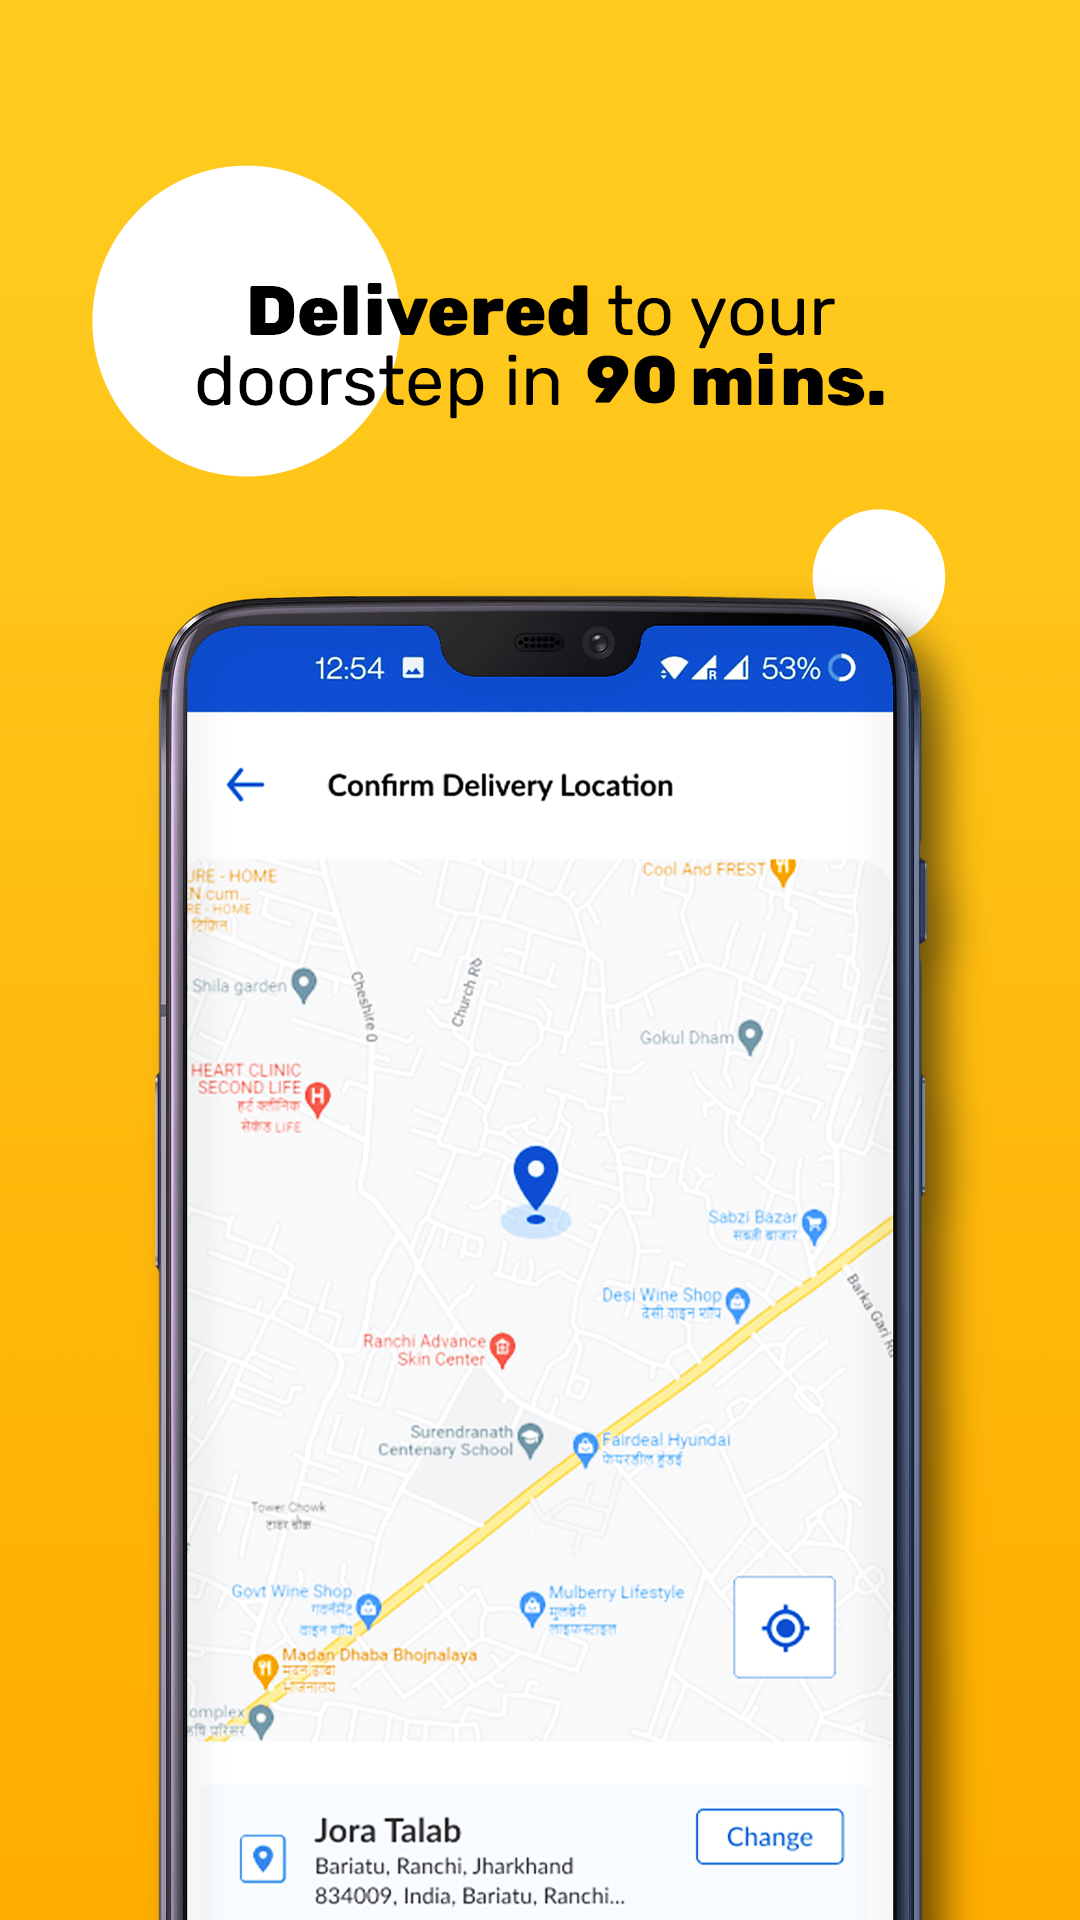 Delivered to your
doorstep in 90 mins.
12:54
R
53%
Confirm Delivery Location
URE - HOME
N cum...
RE - HOME
टिफ़िन..
Cool And FREST
Shila garden
Cheshire
Church Rd
Gokul Dham
HEART CLINIC
SECOND LIFE
हर्ट क्लीनिक
सेकंड LIFE
H
Sabzi Bazar
सब्जी बाजार
Barka Gari Rd
Desi Wine Shop
देसी वाइन शॉप
Ranchi Advance
Skin Center
Surendranath
Centenary School
Fairdeal Hyundai
फेयरडील हुंडई
Tower Chowk
टावर चौक
Govt Wine Shop
गवर्नमेंट
वाइन शॉप
Mulberry Lifestyle
मुलबेरी
लाइफस्टाइल
Madan Dhaba Bhojnalaya
मदन ढाबा
भोजनालय
omplex
षि परिसर
Jora Talab
Bariatu, Ranchi, Jharkhand
834009, India, Bariatu, Ranchi...
Change